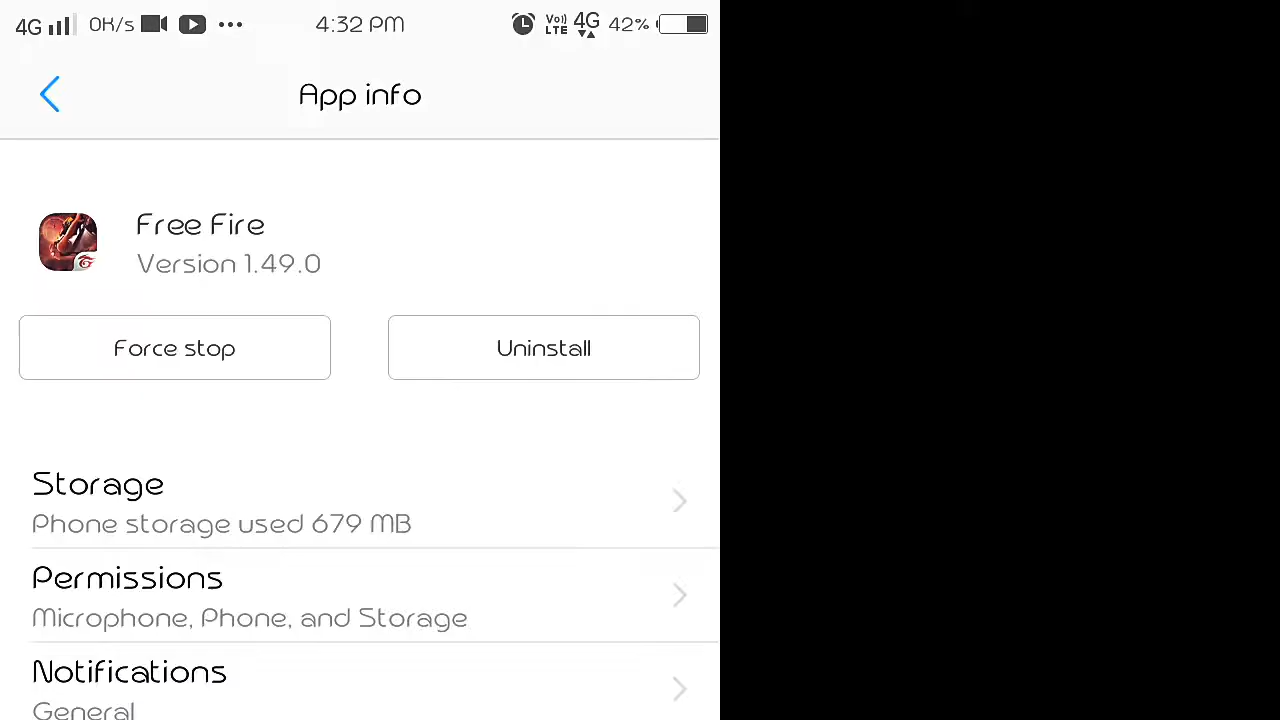 4G 0K/s 4:32 PM Vo)) LTE 4G 42%
App info
Free Fire
Version 1.49.0
Force stop Uninstall
Storage
Phone storage used 679 MB
Permissions
Microphone, Phone, and Storage
Notifications
General